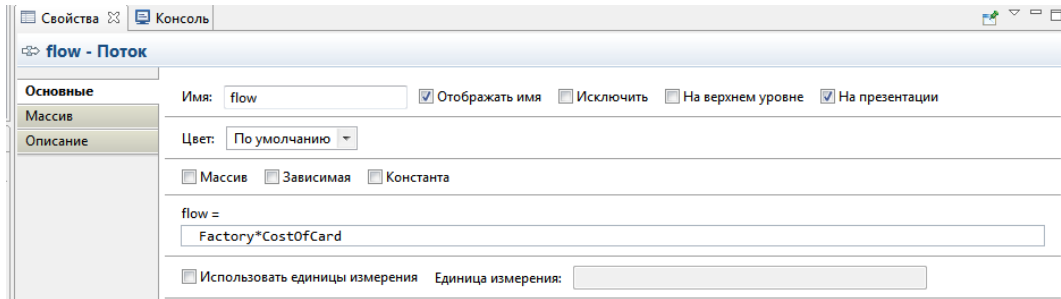 Свойства Консоль
flow - Поток
Основные
Массив
Описание
Имя: flow Отображать имя Исключить На верхнем уровне На презентации
Цвет: По умолчанию
Массив Зависимая Константа
flow =
Factory*CostOfCard
Использовать единицы измерения Единица измерения: